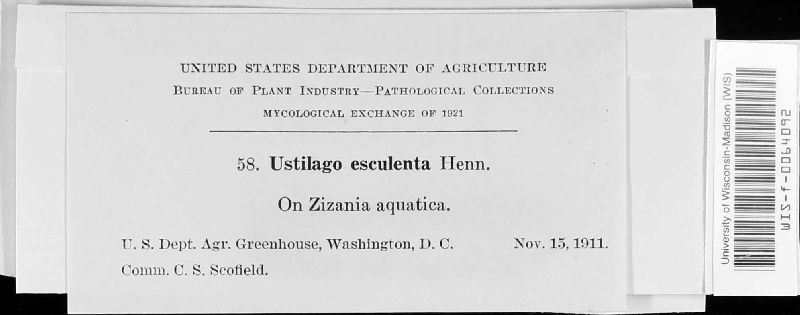 UNITED STATES DEPARTMENT OF AGRICULTURE
BUREAU OF PLANT INDUSTRY—PATHOLOGICAL COLLECTIONS
MYCOLOGICAL EXCHANGE OF 1921
58. Ustilago esculenta Henn.
On Zizania aquatica.
U. S. Dept. Agr. Greenhouse, Washington, D. C. Nov. 15, 1911.
Comm. C. S. Scofield.
University of Wisconsin-Madison (WIS)
WIS-f-0064092